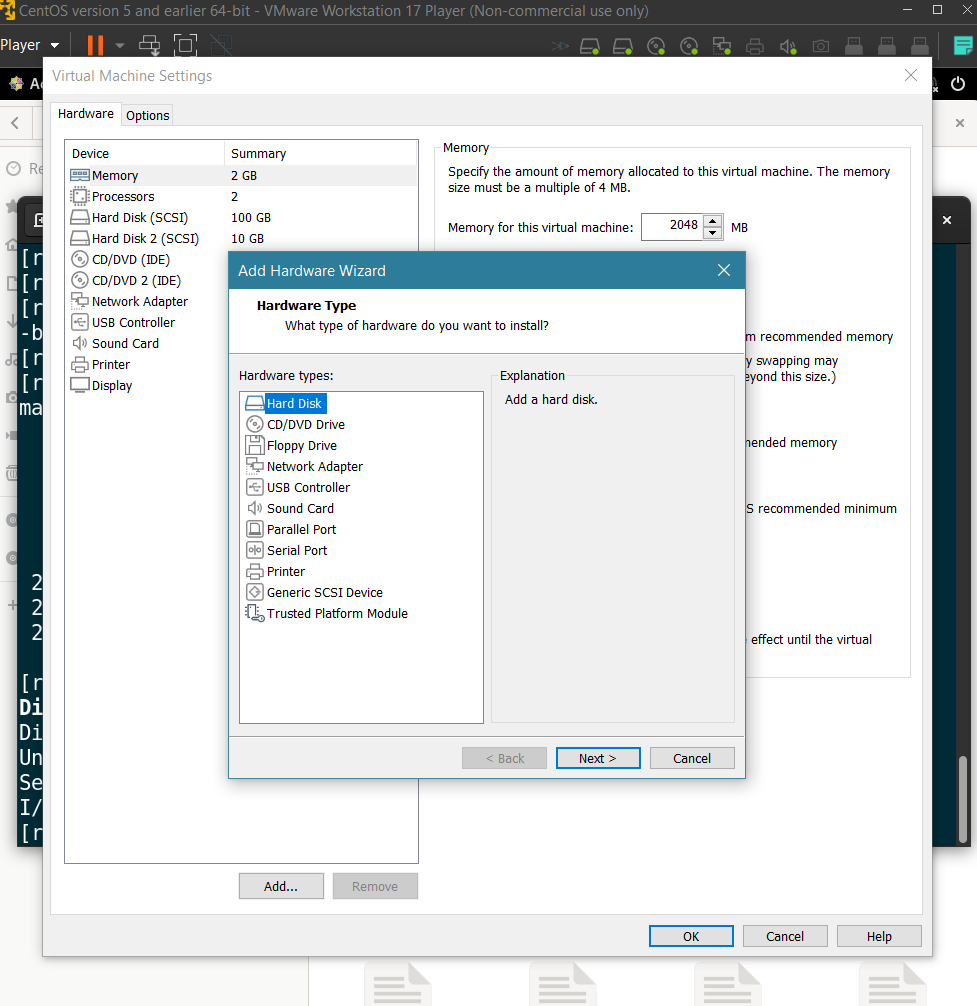 CentOS version 5 and earlier 64-bit - VMware Workstation 17 Player (Non-commercial use only)
Player
Virtual Machine Settings
Hardware
Options
Device Summary
Memory 2 GB
Processors 2
Hard Disk (SCSI) 100 GB
Hard Disk 2 (SCSI) 10 GB
CD/DVD (IDE)
CD/DVD 2 (IDE)
Network Adapter
USB Controller
Sound Card
Printer
Display
Add...
Remove
Memory
Specify the amount of memory allocated to this virtual machine. The memory
size must be a multiple of 4 MB.
Memory for this virtual machine: 2048 MB
m recommended memory
y swapping may
eyond this size.)
ended memory
S recommended minimum
effect until the virtual
Add Hardware Wizard
Hardware Type
What type of hardware do you want to install?
Hardware types:
Hard Disk
CD/DVD Drive
Floppy Drive
Network Adapter
USB Controller
Sound Card
Parallel Port
Serial Port
Printer
Generic SCSI Device
Trusted Platform Module
Explanation
Add a hard disk.
< Back
Next >
Cancel
OK
Cancel
Help
Re
[r
[r
[r
-b
[r
[r
ma
2
2
2
[r
Di
Di
Un
Se
I/
[r